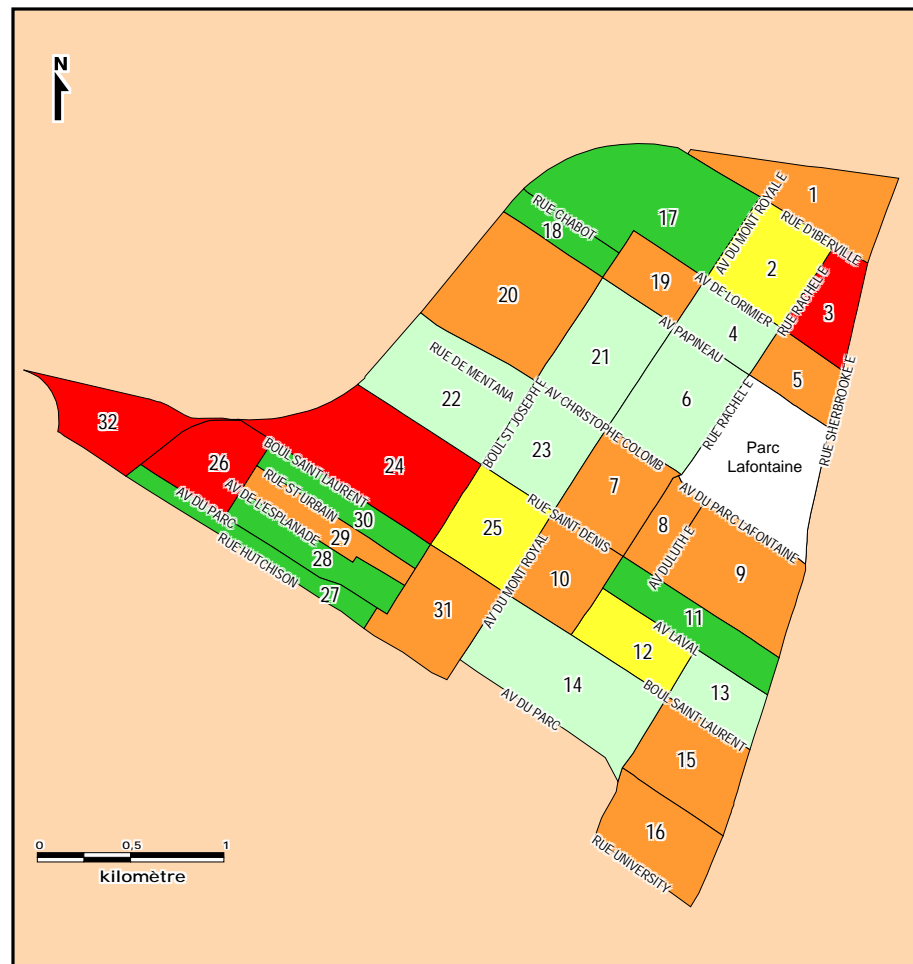 N
1
AV DU MONT ROYALE
RUE D'IBERVILLE
RUE CHABOT
17
18
2
19
AV DE LORIMIER
RUE RACHEL E
3
20
4
AV PAPINEAU
21
5
RUE DE MENTANA
22
BOUL ST JOSEPH E
AV CHRISTOPHE COLOMB
6
RUE RACHEL E
RUE SHERBROOKE E
Parc
Lafontaine
32
26
BOUL SAINT LAURENT
24
23
7
RUE ST URBAIN
AV DE L'ESPLANADE
30
29
AV DU PARC
28
RUE HUTCHISON
27
25
RUE SAINT DENIS
AV DU PARC LAFONTAINE
8
AV DULUTH E
9
31
AV DU MONT ROYAL
10
11
AV LAVAL
12
13
14
AV DU PARC
BOUL SAINT LAURENT
15
16
RUE UNIVERSITY
0 0,5 1
kilomètre